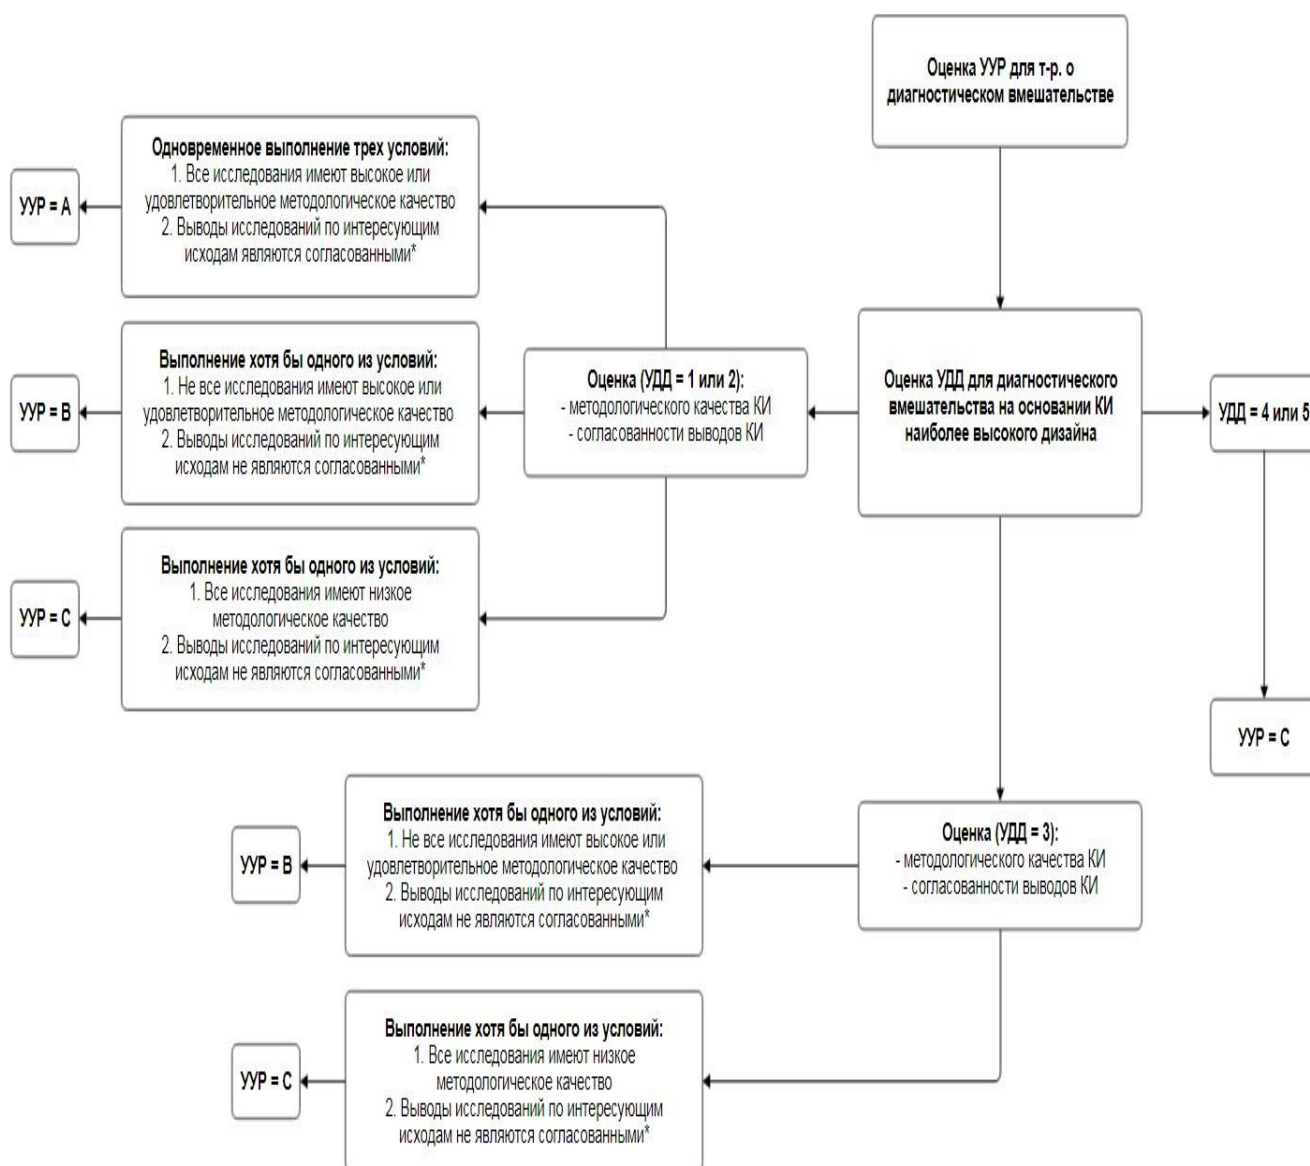 Оценка УУР для т-р. о
диагностическом вмешательстве
Одновременное выполнение трех условий:
1. Все исследования имеют высокое или
удовлетворительное методологическое качество
2. Выводы исследований по интересующим
исходам являются согласованными*
УУР = A
Выполнение хотя бы одного из условий:
1. Не все исследования имеют высокое или
удовлетворительное методологическое качество
2. Выводы исследований по интересующим
исходам не являются согласованными*
УУР = B
Оценка (УДД = 1 или 2):
- методологического качества КИ
- согласованности выводов КИ
Оценка УДД для диагностического
вмешательства на основании КИ
наиболее высокого дизайна
УДД = 4 или 5
Выполнение хотя бы одного из условий:
1. Все исследования имеют низкое
методологическое качество
2. Выводы исследований по интересующим
исходам не являются согласованными*
УУР = C
УУР = C
Выполнение хотя бы одного из условий:
1. Не все исследования имеют высокое или
удовлетворительное методологическое качество
2. Выводы исследований по интересующим
исходам не являются согласованными*
УУР = B
Оценка (УДД = 3):
- методологического качества КИ
- согласованности выводов КИ
Выполнение хотя бы одного из условий:
1. Все исследования имеют низкое
методологическое качество
2. Выводы исследований по интересующим
исходам не являются согласованными*
УУР = C